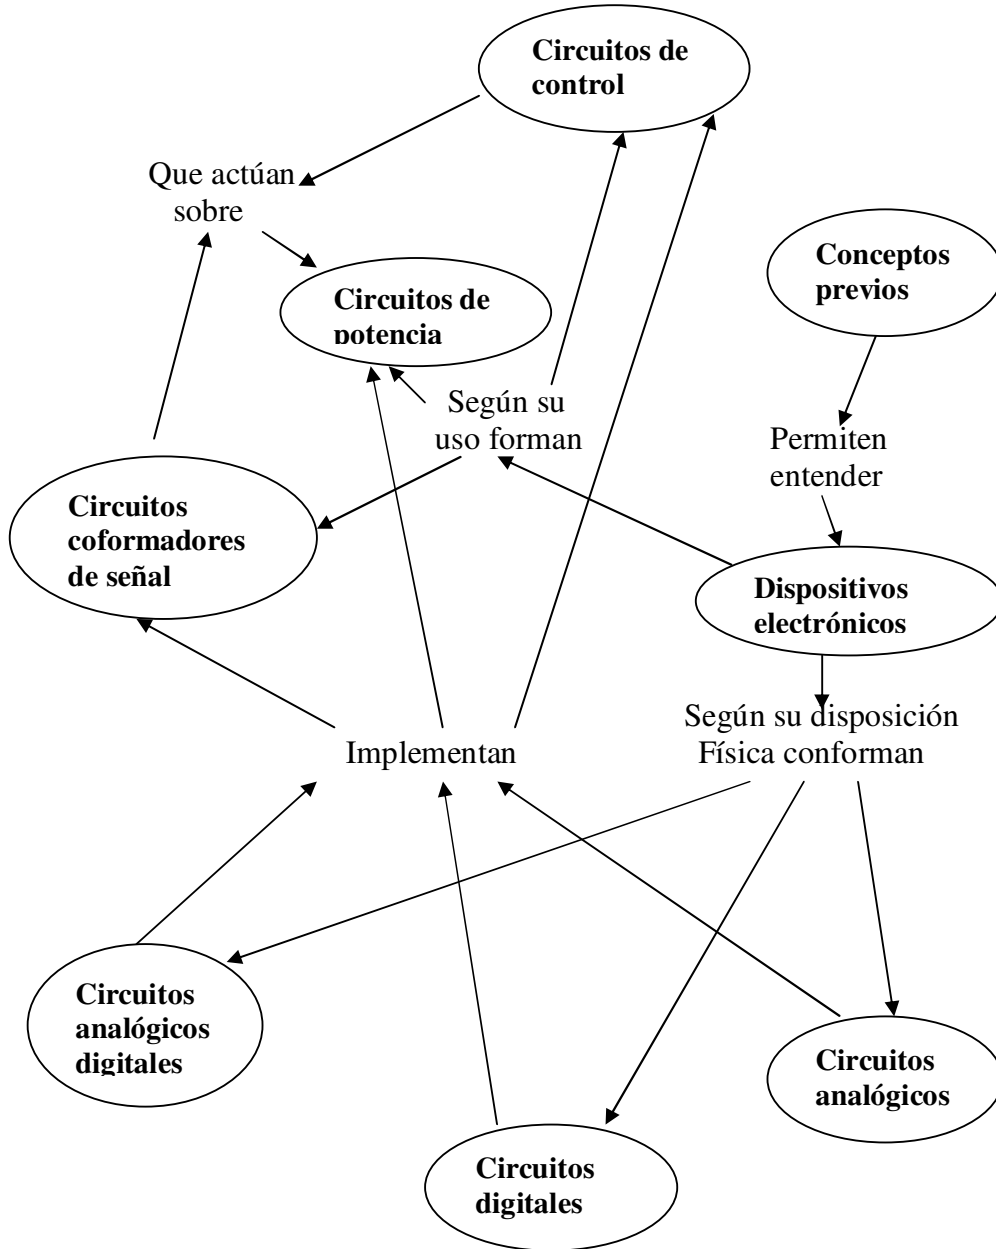 Circuitos de
control
Que actúan
sobre
Conceptos
previos
Circuitos de
potencia
Según su
uso forman
Permiten
entender
Circuitos
coformadores
de señal
Dispositivos
electrónicos
Según su disposición
Física conforman
Implementan
Circuitos
analógicos
digitales
Circuitos
analógicos
Circuitos
digitales